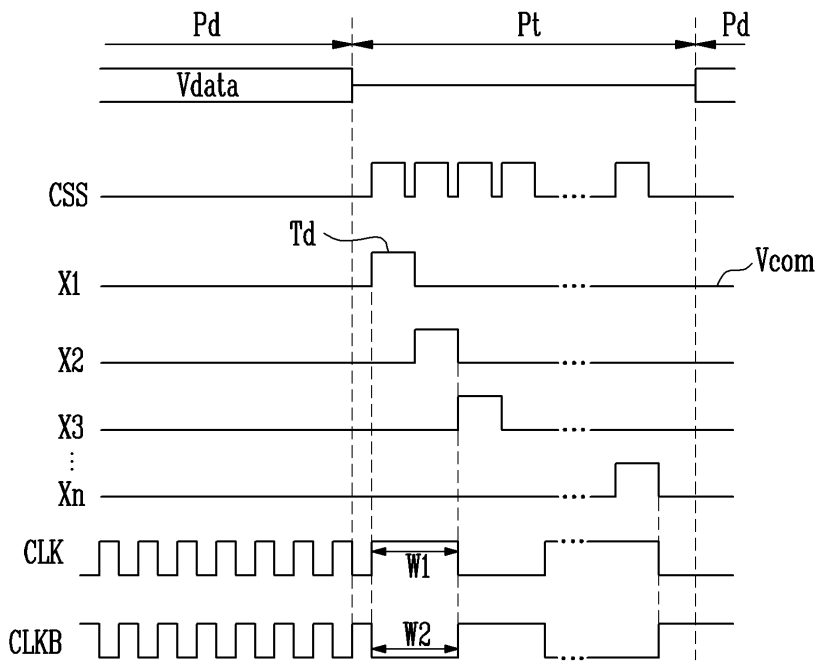 Pd Pt Pd
Vdata
CSS
Td
X1
Vcom
X2
X3
Xn
CLK
W1
CLKB
W2